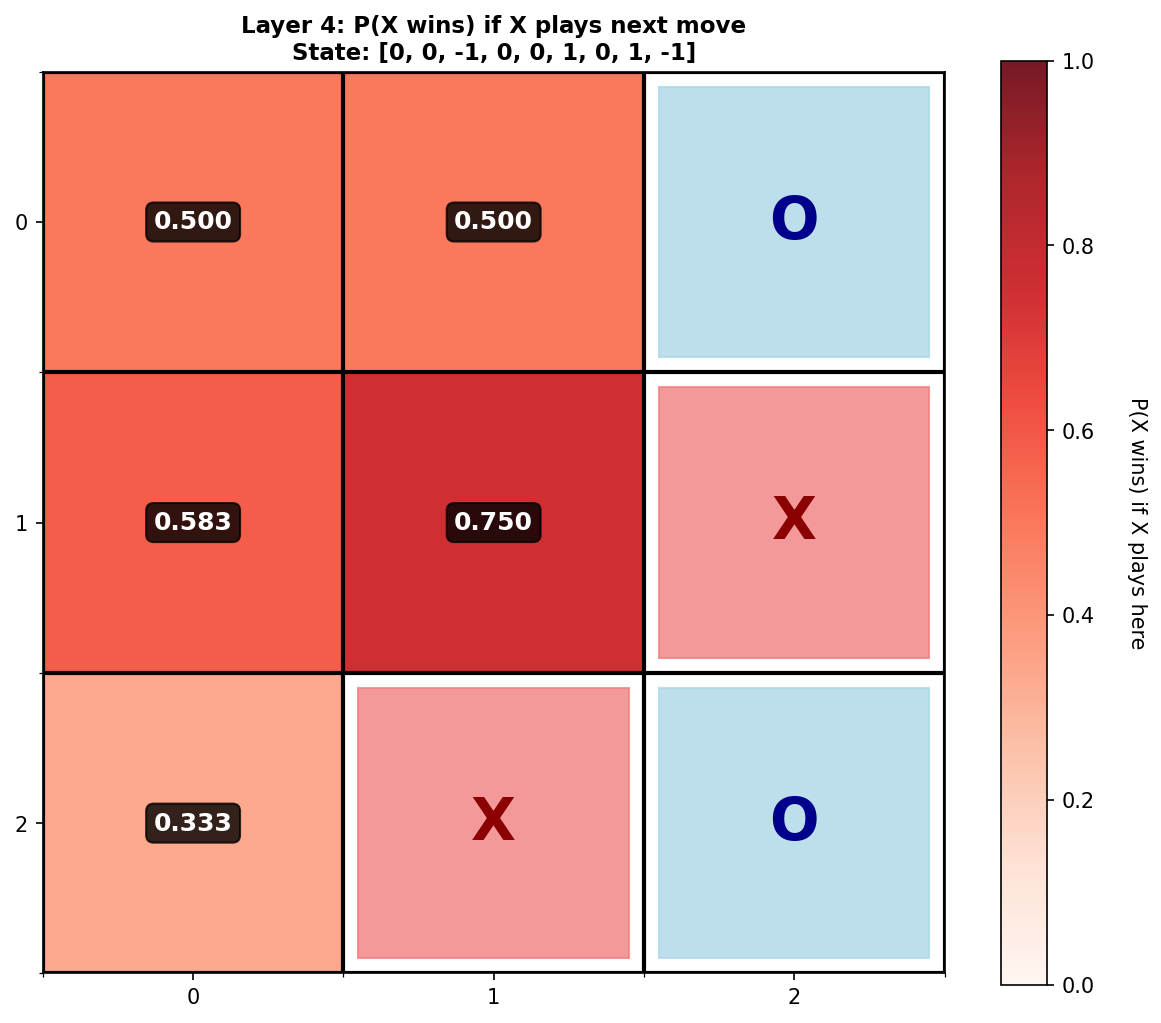 Layer 4: P(X wins) if X plays next move
State: [0, 0, -1, 0, 0, 1, 0, 1, -1]
0
0.500
0.500
O
1
0.583
0.750
X
2
0.333
X
O
0
1
2
1.0
0.8
0.6
0.4
0.2
0.0
P(X wins) if X plays here